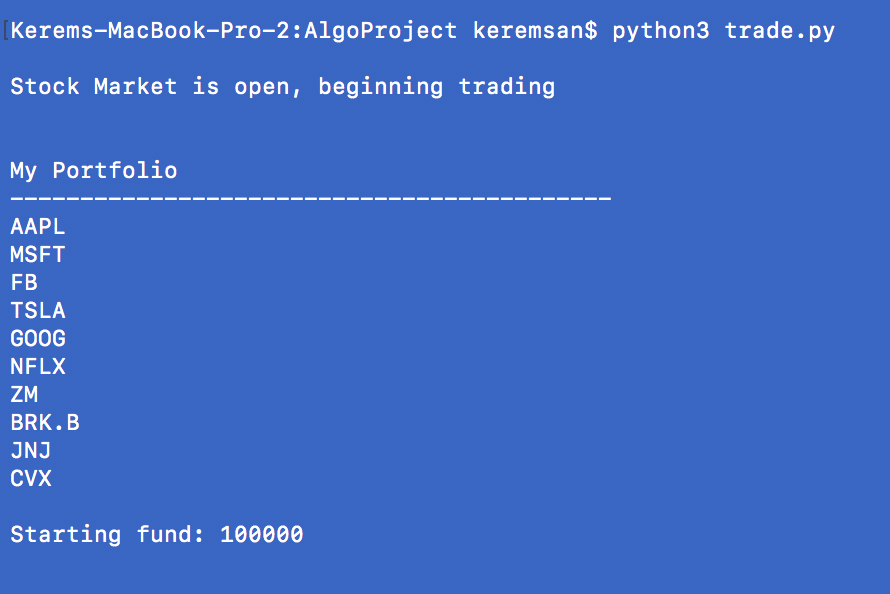 [Kerems-MacBook-Pro-2:AlgoProject keremsan$ python3 trade.py
Stock Market is open, beginning trading
My Portfolio
-------------------------------------------
AAPL
MSFT
FB
TSLA
GOOG
NFLX
ZM
BRK.B
JNJ
CVX
Starting fund: 100000